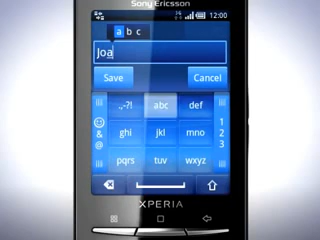 Sony Ericsson
12:00
a b c
Joa
Save Cancel
.,-?! abc def
ghi jkl mno
pqrs tuv wxyz
&
@
1
2
3
XPERIA